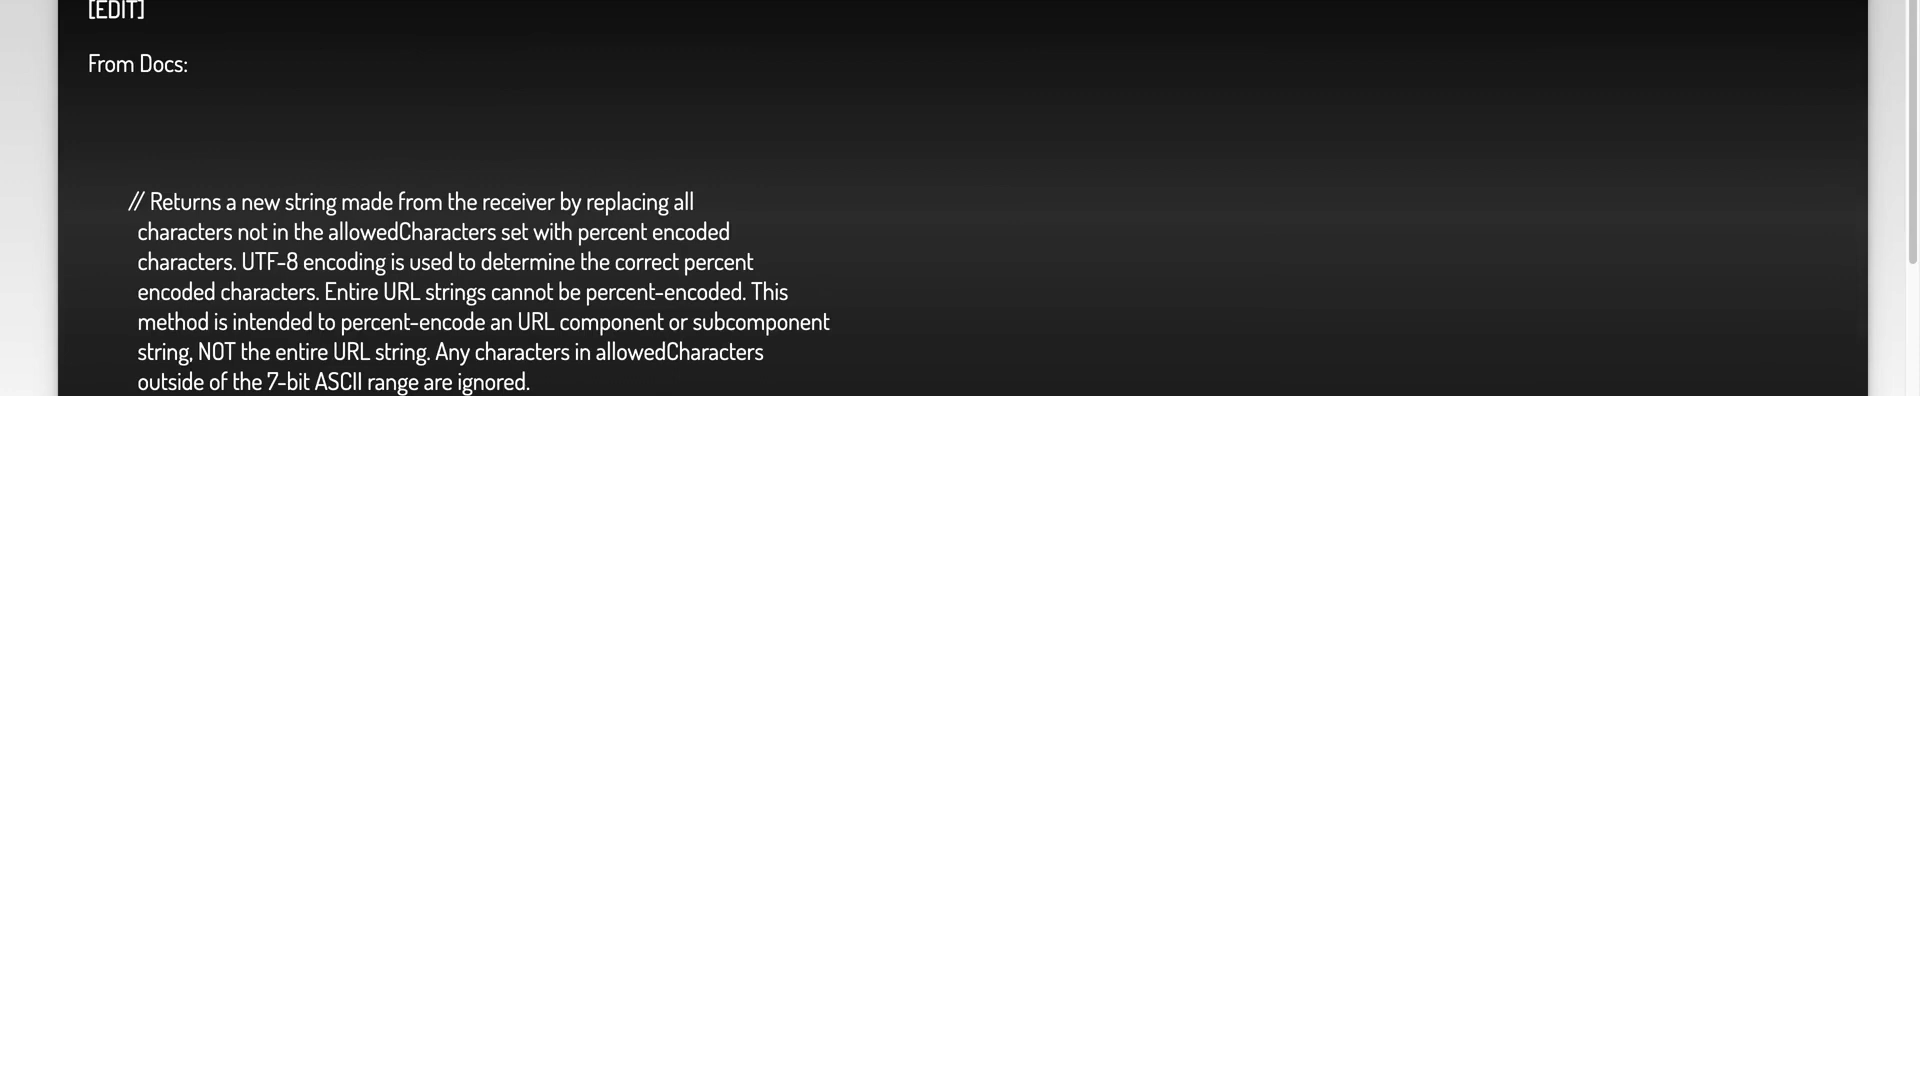 [EDIT]
From Docs:
// Returns a new string made from the receiver by replacing all
characters not in the allowedCharacters set with percent encoded
characters. UTF-8 encoding is used to determine the correct percent
encoded characters. Entire URL strings cannot be percent-encoded. This
method is intended to percent-encode an URL component or subcomponent
string, NOT the entire URL string. Any characters in allowedCharacters
outside of the 7-bit ASCII range are ignored.